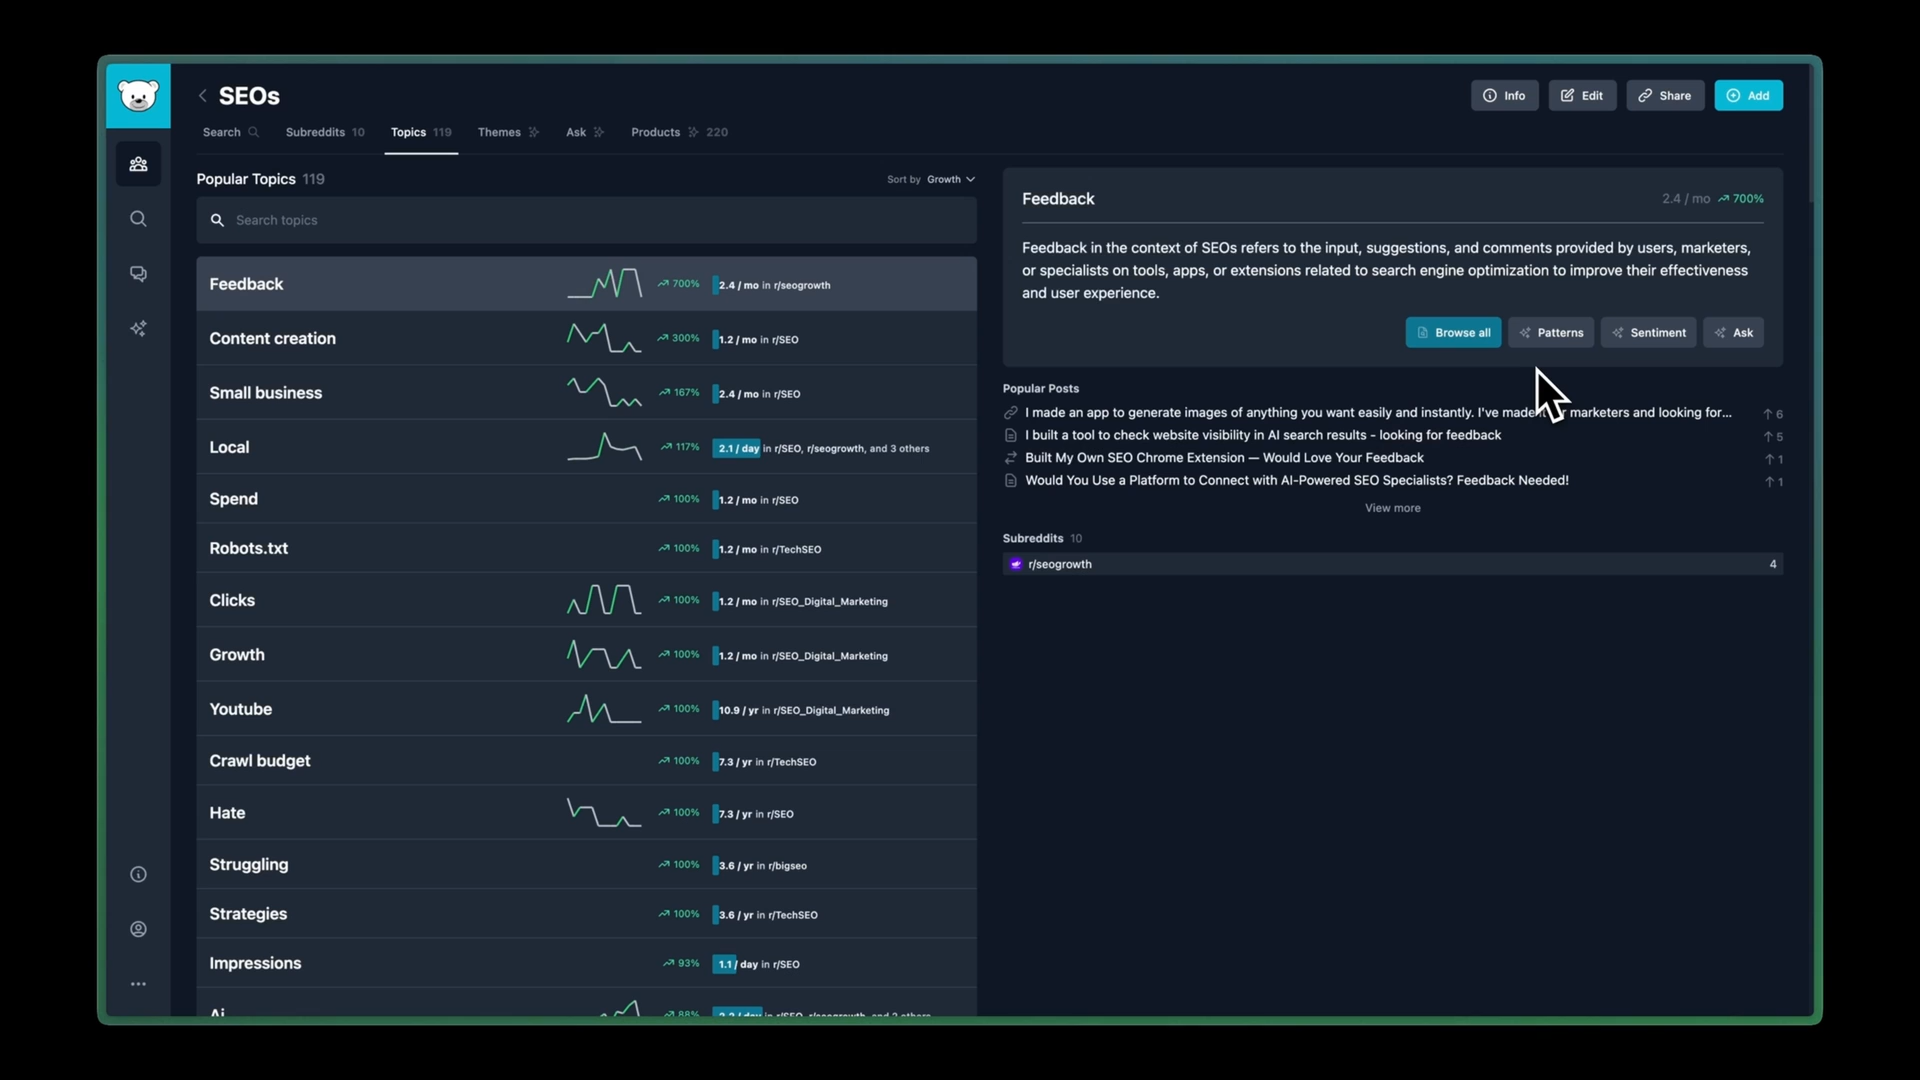 SEOs
Info
Edit
Share
Add
Search
Subreddits 10
Topics 119
Themes
Ask
Products 220
Popular Topics 119
Sort by Growth
Search topics
Feedback 700% 2.4 / mo in r/seogrowth
Content creation 300% 1.2 / mo in r/SEO
Small business 167% 2.4 / mo in r/SEO
Local 117% 2.1 / day in r/SEO, r/seogrowth, and 3 others
Spend 100% 1.2 / mo in r/SEO
Robots.txt 100% 1.2 / mo in r/TechSEO
Clicks 100% 1.2 / mo in r/SEO_Digital_Marketing
Growth 100% 1.2 / mo in r/SEO_Digital_Marketing
Youtube 100% 10.9 / yr in r/SEO_Digital_Marketing
Crawl budget 100% 7.3 / yr in r/TechSEO
Hate 100% 7.3 / yr in r/SEO
Struggling 100% 3.6 / yr in r/bigseo
Strategies 100% 3.6 / yr in r/TechSEO
Impressions 93% 1.1 / day in r/SEO
Ai 88% / day in r/SEO, r/seogrowth, and others
Feedback 2.4 / mo 700%
Feedback in the context of SEOs refers to the input, suggestions, and comments provided by users, marketers,
or specialists on tools, apps, or extensions related to search engine optimization to improve their effectiveness
and user experience.
Browse all
Patterns
Sentiment
Ask
Popular Posts
I made an app to generate images of anything you want easily and instantly. I've made marketers and looking for... 6
I built a tool to check website visibility in AI search results - looking for feedback 5
Built My Own SEO Chrome Extension — Would Love Your Feedback 1
Would You Use a Platform to Connect with AI-Powered SEO Specialists? Feedback Needed! 1
View more
Subreddits 10
r/seogrowth 4